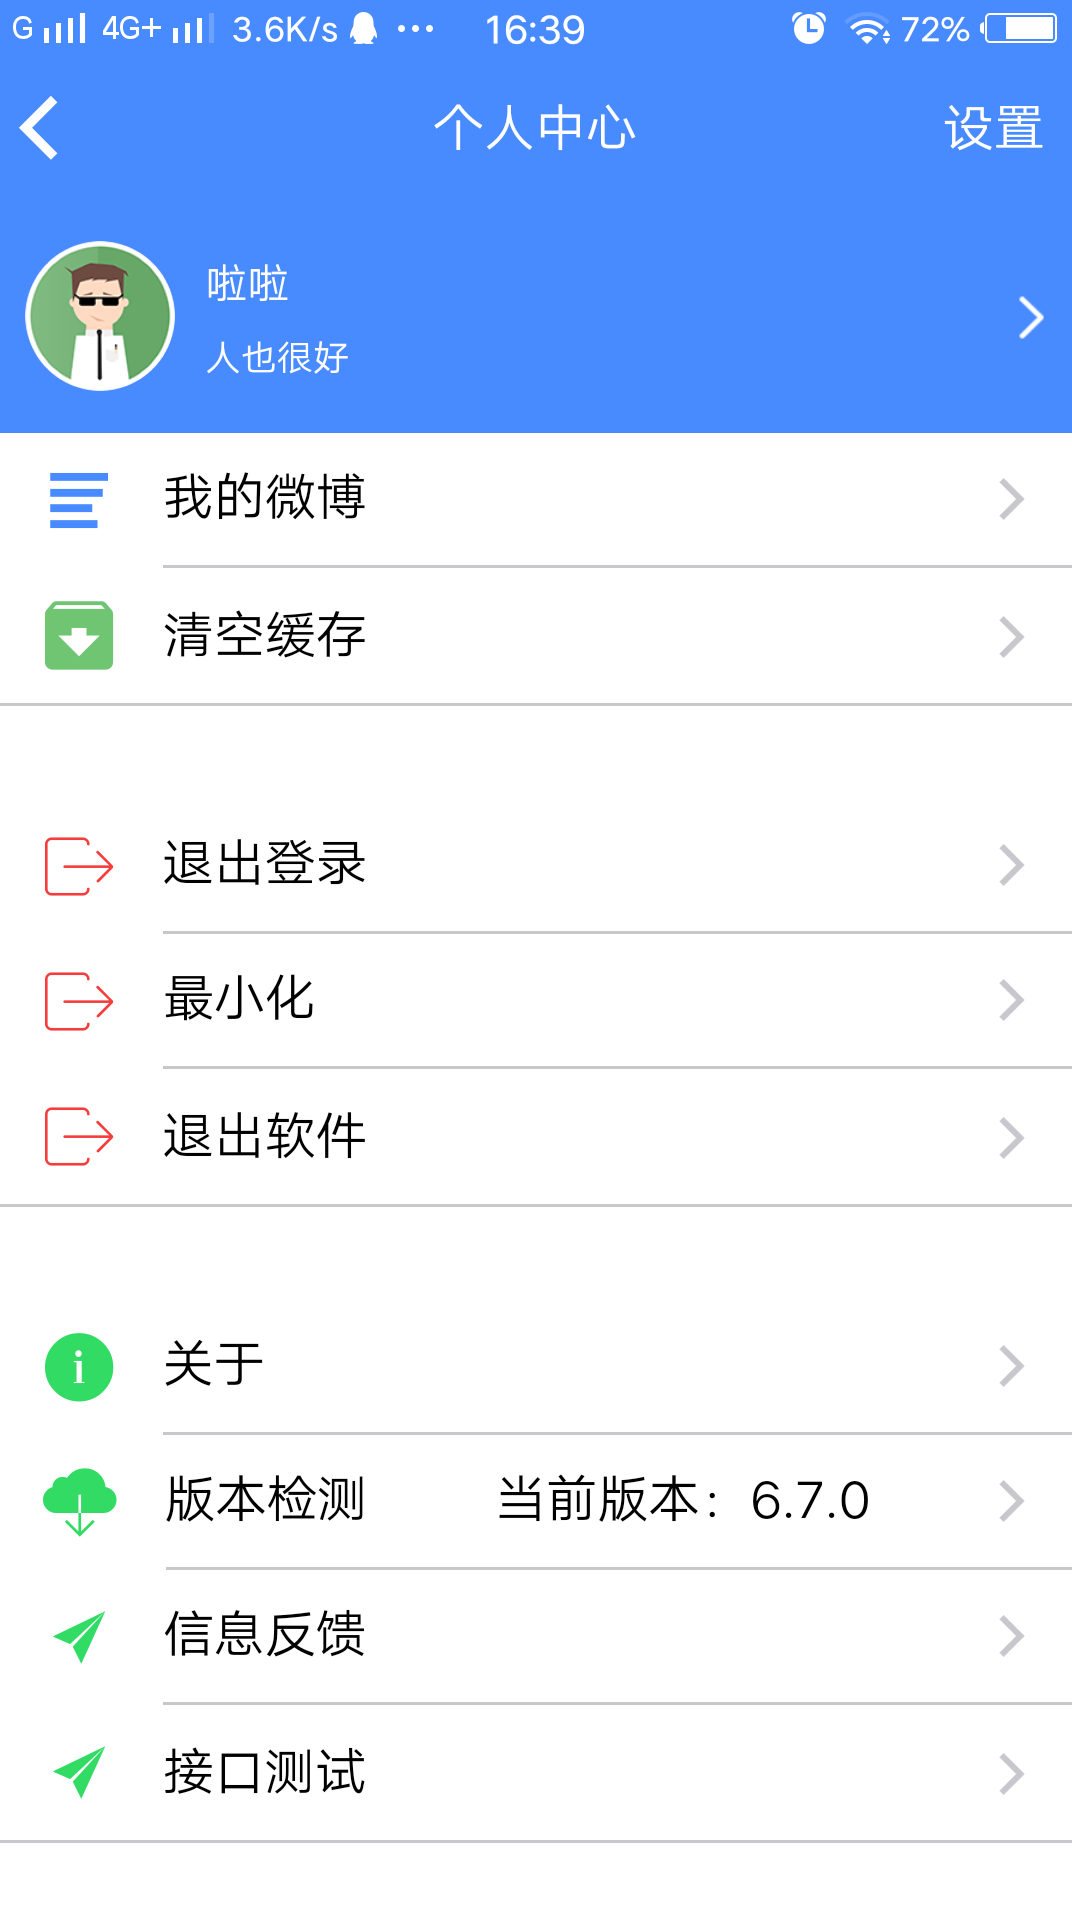 G 4G+ 3.6K/s ••• 16:39 72%
个人中心 设置
啦啦
人也很好
我的微博
清空缓存
退出登录
最小化
退出软件
关于
版本检测 当前版本：6.7.0
信息反馈
接口测试